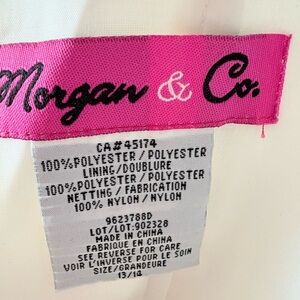 Morgan & Co.
CA#45174
100%POLYESTER/POLYESTER
LINING/DOUBLURE
100%POLYESTER/POLYESTER
NETTING/FABRICATION
100% NYLON/NYLON
9623788D
LOT/LOT:902328
MADE IN CHINA
FABRIQUE EN CHINA
SEE REVERSE FOR CARE
VOIR L'INVERSE POUR LE SOIN
SIZE/GRANDEURE
13/14